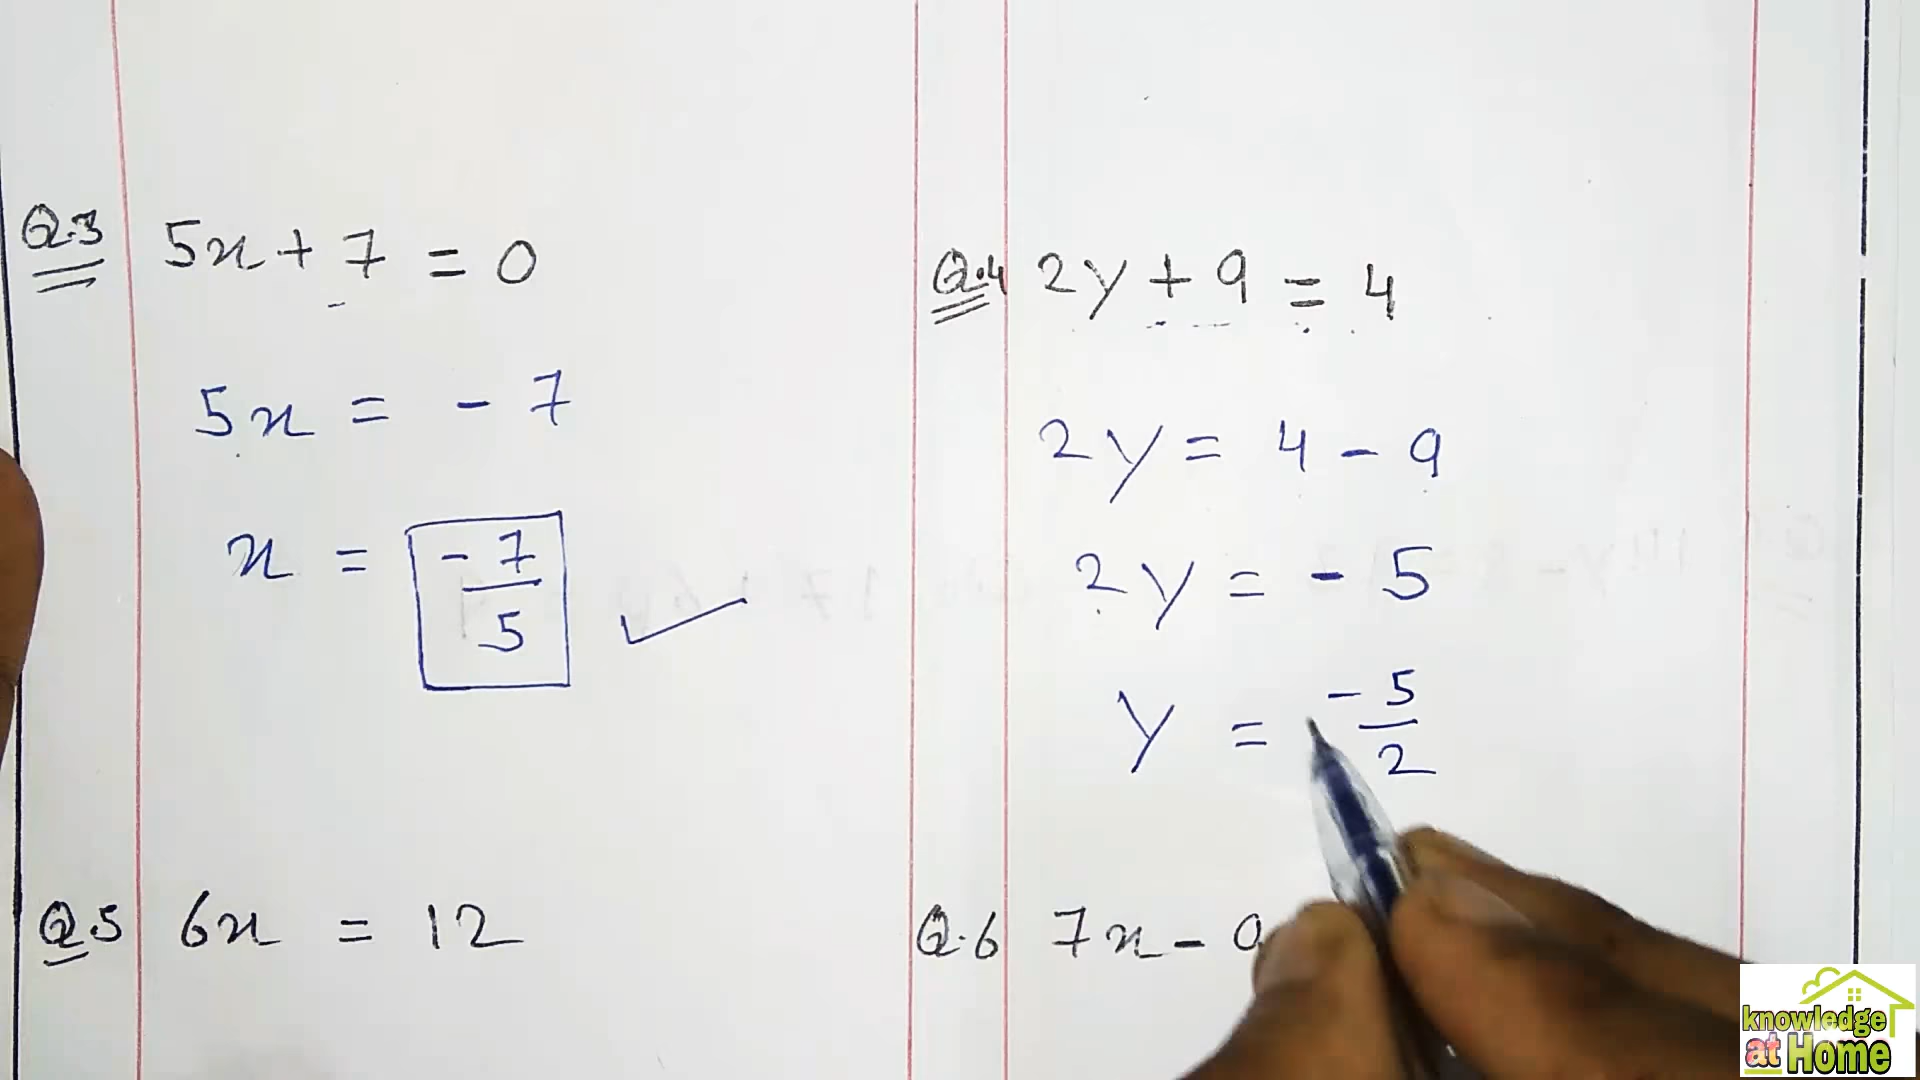 Q.3 5x + 7 = 0
5x = - 7
x = -7/5
Q.4 2y + 9 = 4
2y = 4 - 9
2y = - 5
y = -5/2
Q.5 6x = 12
Q.6 7x -
knowledge
at Home